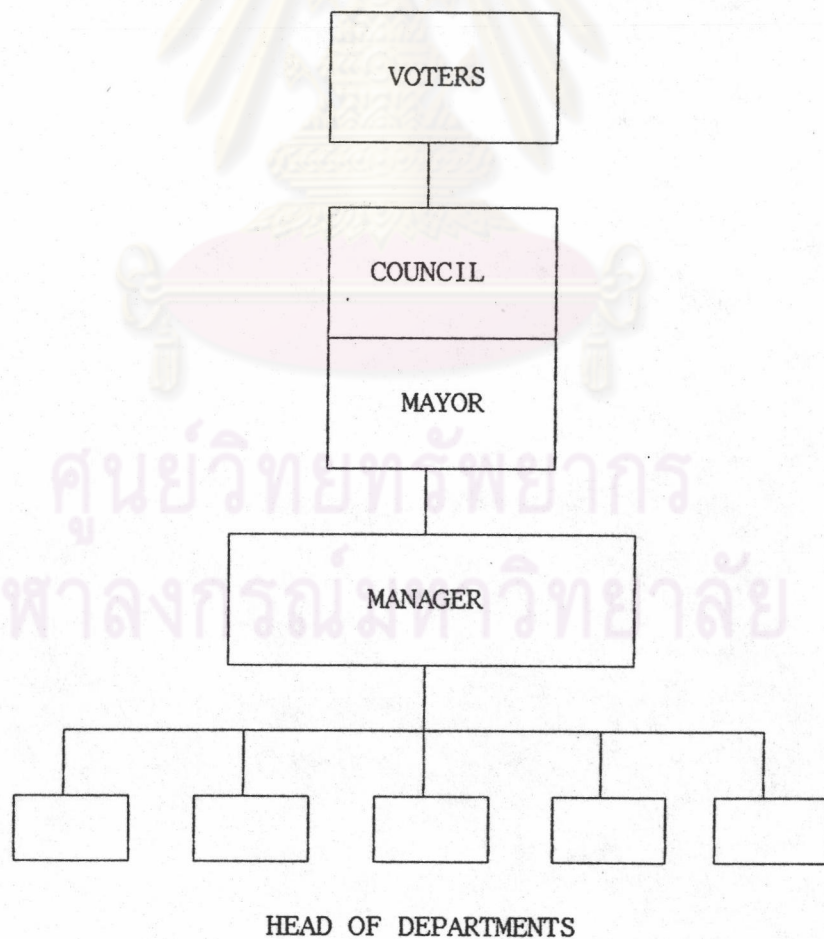 VOTERS
COUNCIL
MAYOR
ศูนย์วิทยทรัพยากร
MANAGER
ฬาลงกรณ์มหาวิทยาลัย
HEAD OF DEPARTMENTS